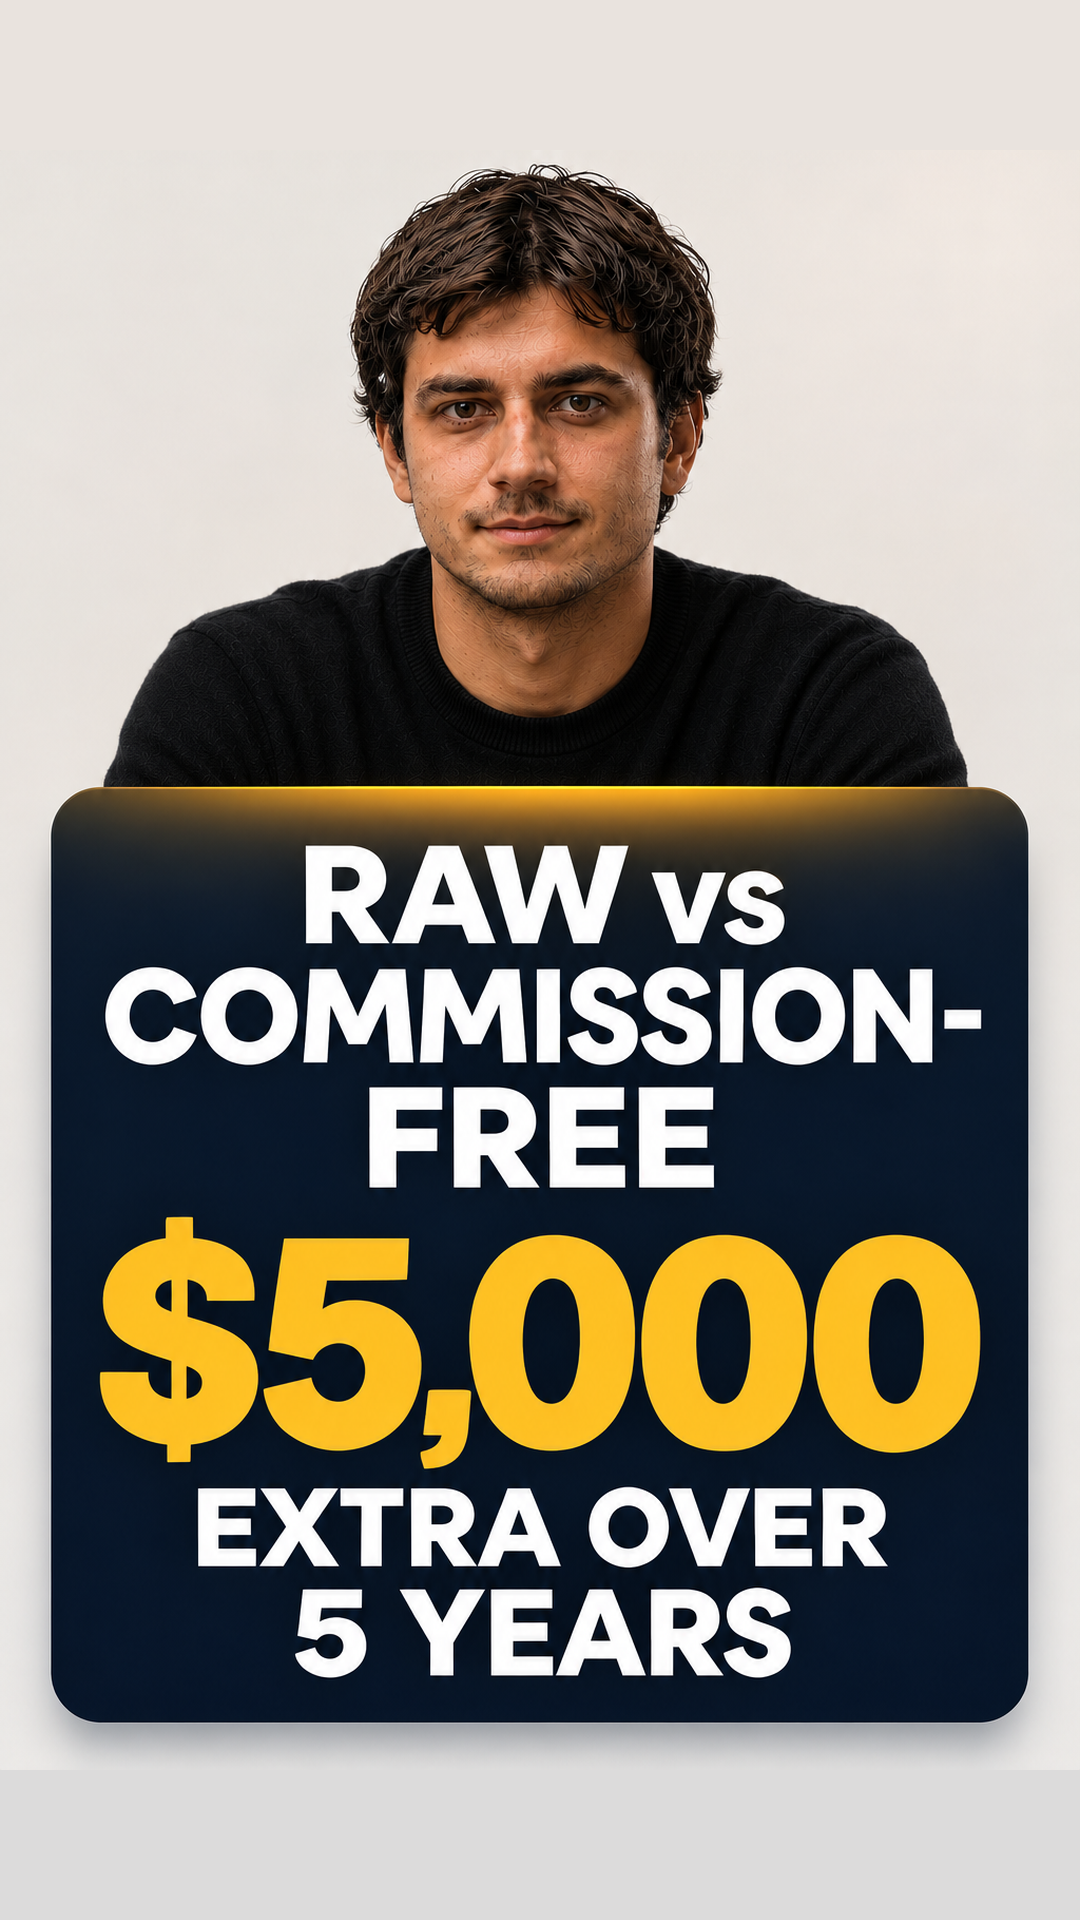 RAW vs
COMMISSION-
FREE
$5,000
EXTRA OVER
5 YEARS